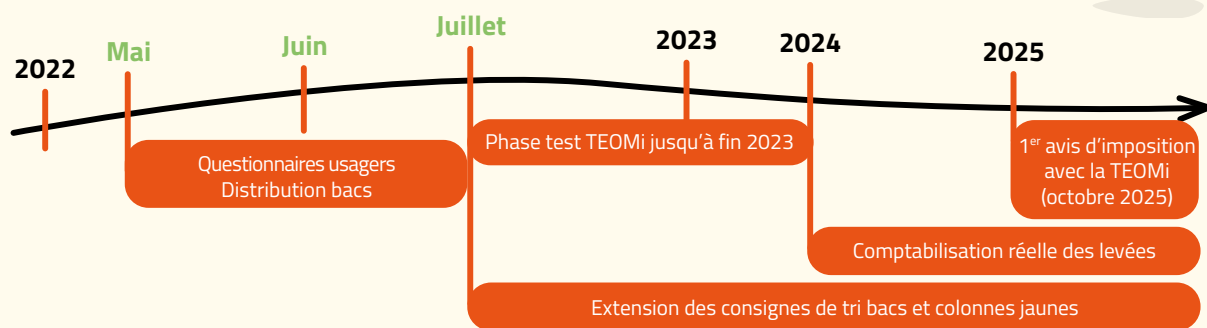 2022
Mai
Juin
Juillet
2023
2024
2025
Questionnaires usagers
Distribution bacs
Phase test TEOMi jusqu'à fin 2023
1er avis d'imposition
avec la TEOMi
(octobre 2025)
Comptabilisation réelle des levées
Extension des consignes de tri bacs et colonnes jaunes